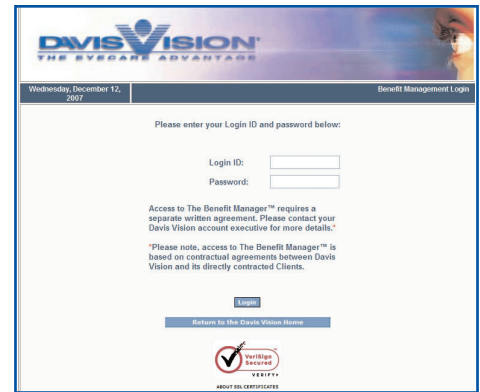 DAVIS VISION
THE EYECARE ADVANTAGE
Wednesday, December 12,
2007
Benefit Management Login
Please enter your Login ID and password below:
Login ID:
Password:
Access to The Benefit Manager™ requires a
separate written agreement. Please contact your
Davis Vision account executive for more details.*
*Please note, access to The Benefit Manager™ is
based on contractual agreements between Davis
Vision and its directly contracted Clients.
Login
Return to the Davis Vision Home
VeriSign
Secured
VERIFY▸
ABOUT SSL CERTIFICATES